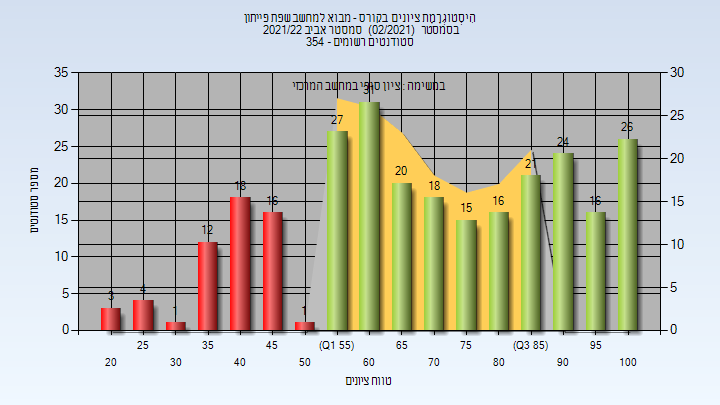 היסטוגרמת ציונים בקורס - מבוא למחשב שפת פייתון
בסמסטר (02/2021) סמסטר אביב 2021/22
סטודנטים רשומים - 354
במשימה : ציון סופי במחשב המרכזי
מספר סטודנטים
35 30 25 20 15 10 5 0
30 25 20 15 10 5 0
3 4 1 12 18 16 1 27 31 20 18 15 16 21 24 16 26
25 35 45 (Q1 55) 65 75 (Q3 85) 95
20 30 40 50 60 70 80 90 100
טווח ציונים